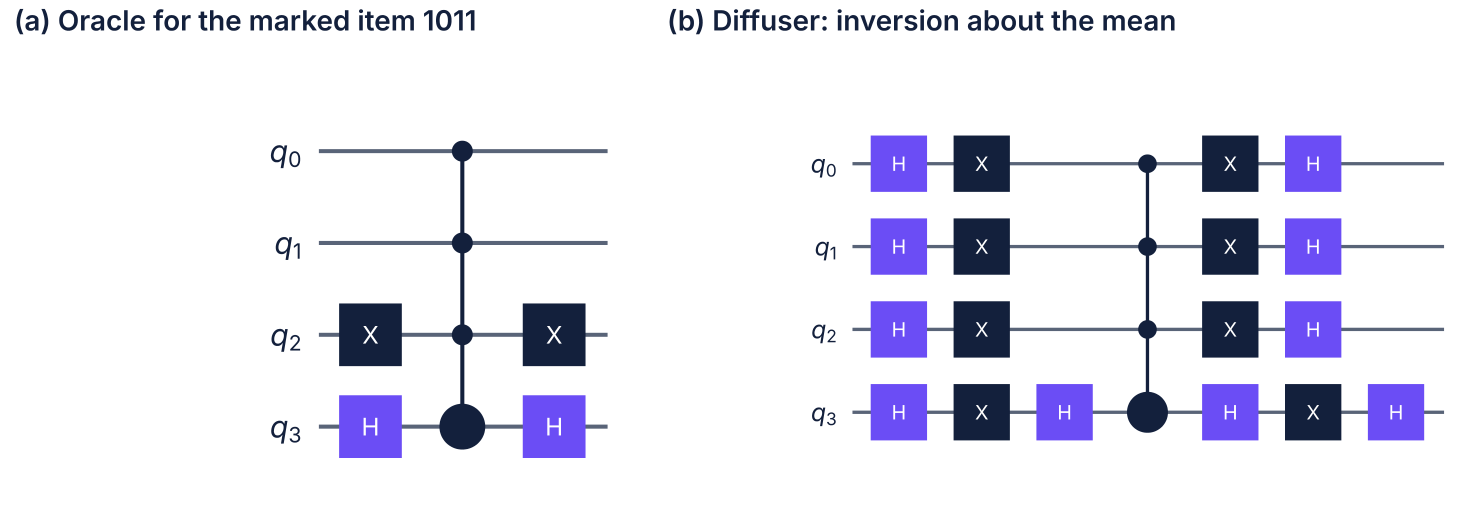 (a) Oracle for the marked item 1011
q0
q1
q2 X X
q3 H H
(b) Diffuser: inversion about the mean
q0 H X X H
q1 H X X H
q2 H X X H
q3 H X H H X H